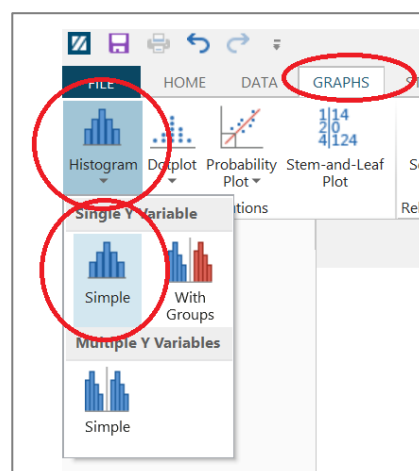 FILE HOME DATA GRAPHS
Histogram Dotplot Probability Plot Stem-and-Leaf Plot
1 14
2 0
4 124
Single Y Variable
Simple
With Groups
Multiple Y Variables
Simple